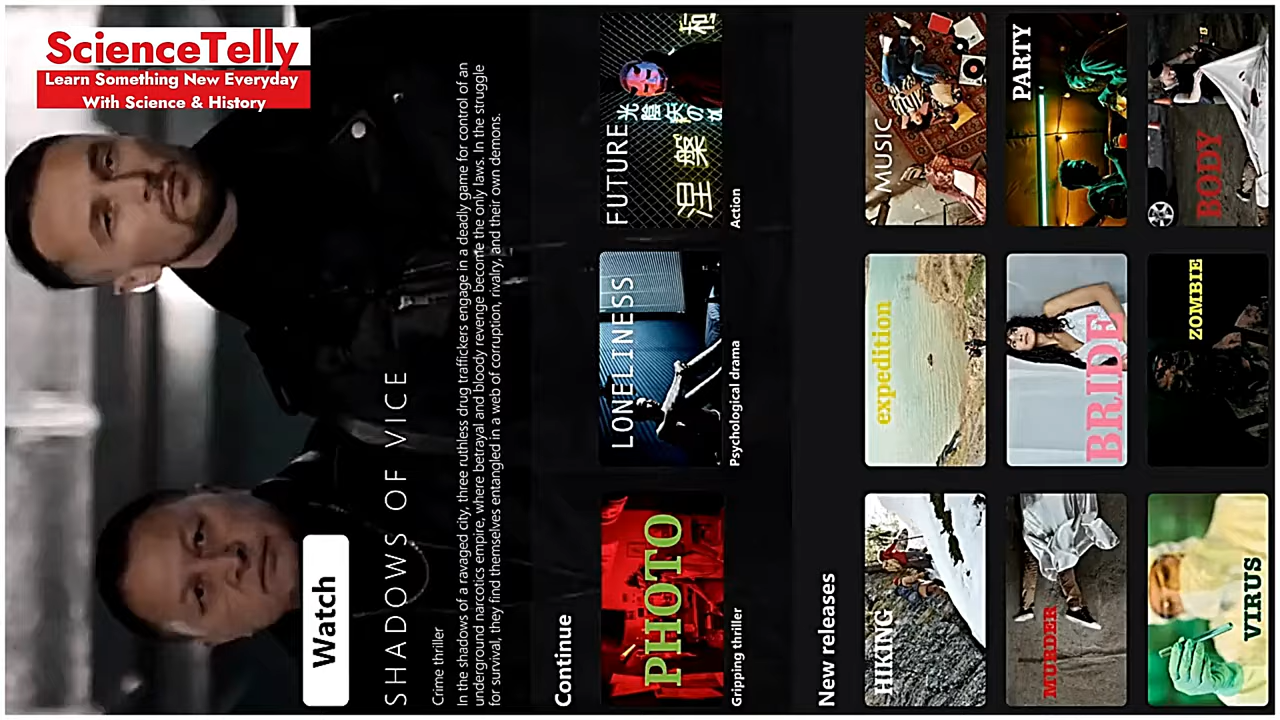 ScienceTelly
Learn Something New Everyday
With Science & History
Watch
SHADOWS OF VICE
Crime thriller
In the shadows of a ravaged city, three ruthless drug traffickers engage in a deadly game for control of an
underground narcotics empire, where betrayal and bloody revenge become the only laws. In the struggle
for survival, they find themselves entangled in a web of corruption, rivalry, and their own demons.
Continue
PHOTO
LONELINESS
FUTURE
Gripping thriller
Psychological drama
Action
New releases
HIKING
expedition
MUSIC
MURDER
BRIDE
PARTY
VIRUS
ZOMBIE
BODY